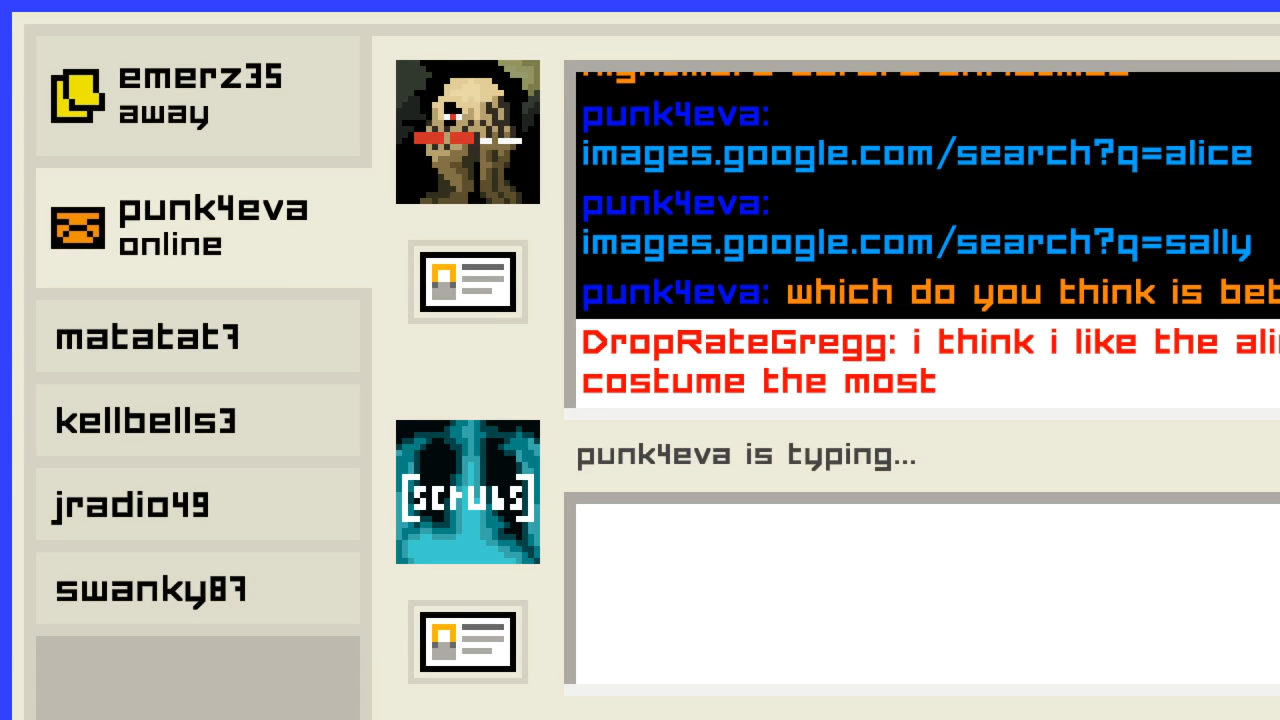 emerz35
away
punk4eva
online
matatat7
kellbells3
jradio49
swanky87
[scrubs]
punk4eva:
images.google.com/search?q=alice
punk4eva:
images.google.com/search?q=sally
punk4eva: which do you think is
DropRateGregg: i think i like the
costume the most
punk4eva is typing...